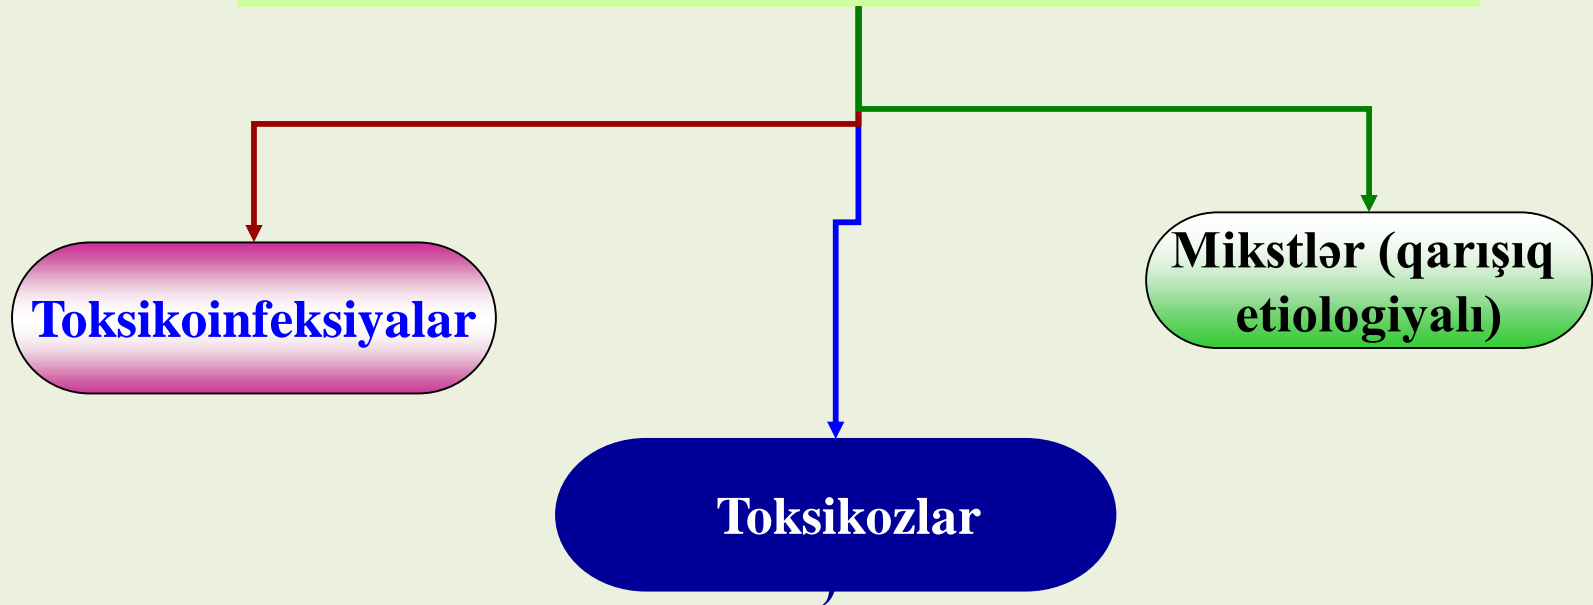 Toksikoinfeksiyalar
Mikstlər (qarışıq
etiologiyalı)
Toksikozlar
)